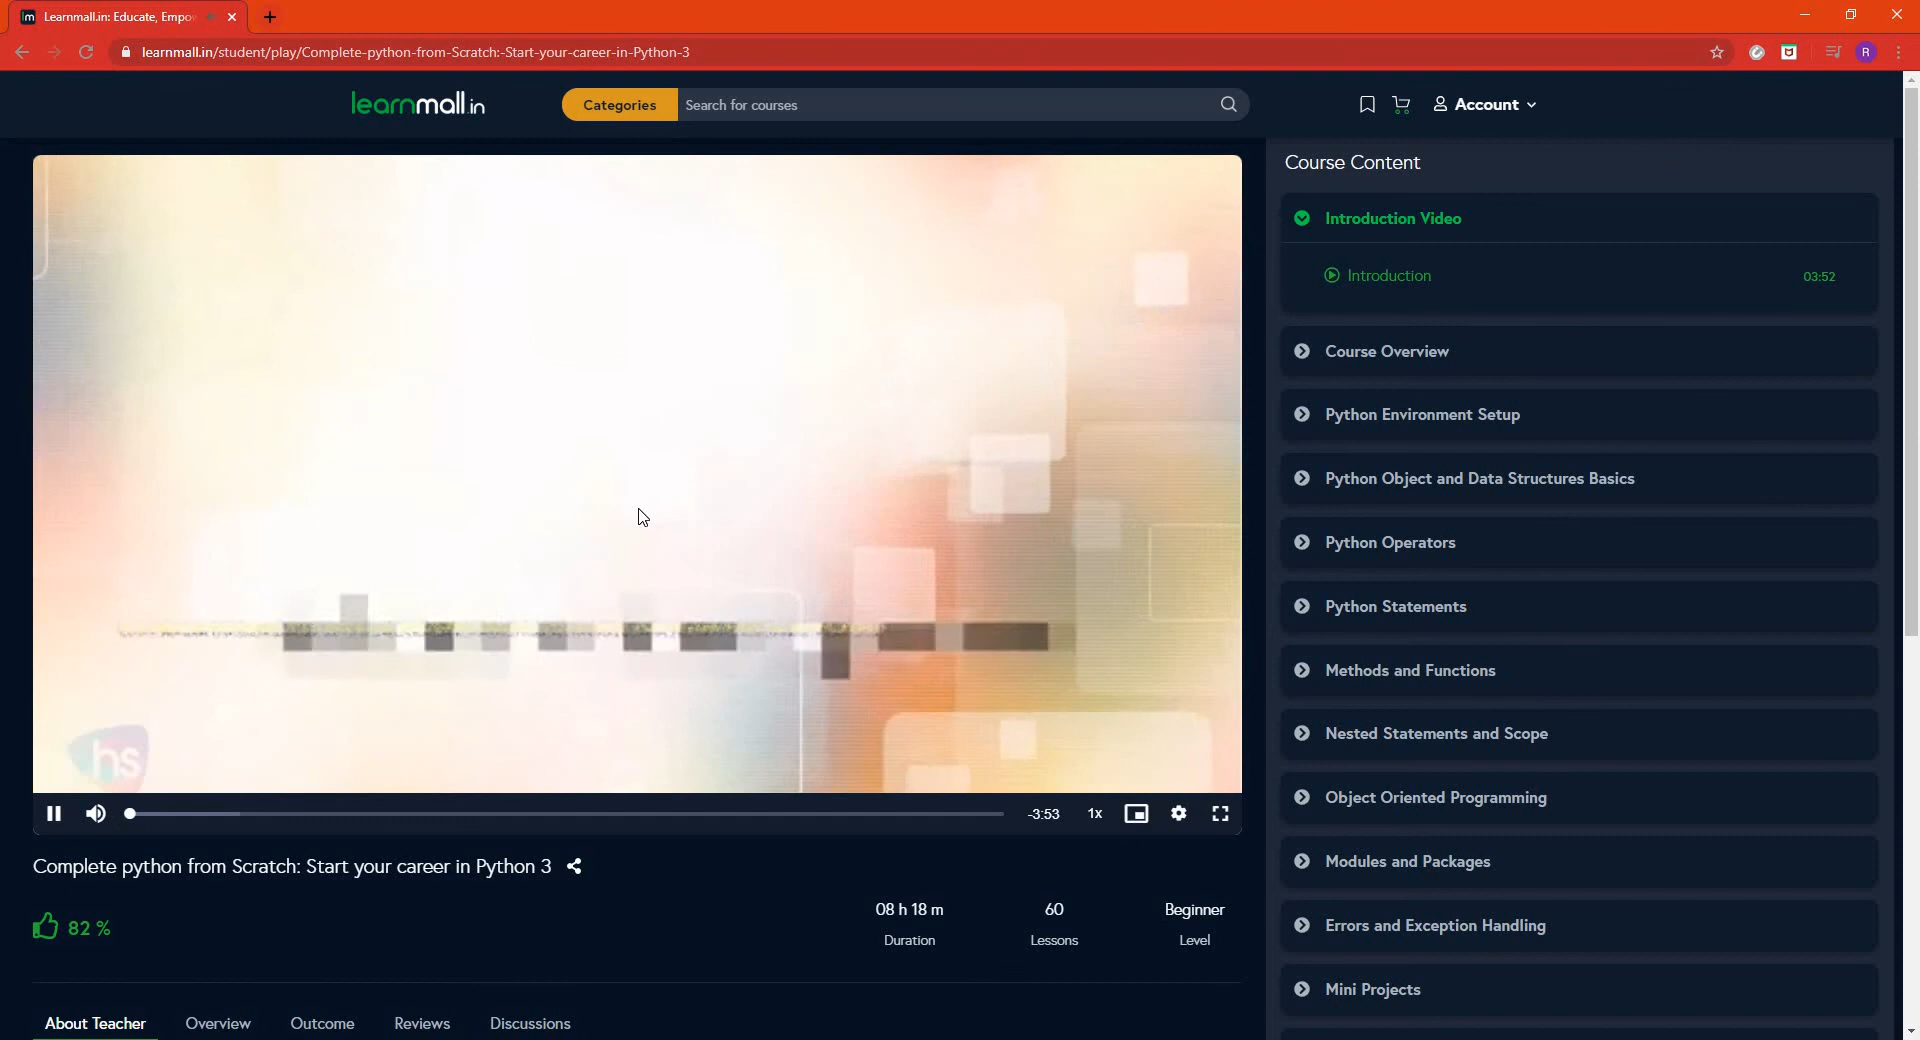 Learnmall.in: Educate, Empo
learnmall.in/student/play/Complete-python-from-Scratch:-Start-your-career-in-Python-3
R
learnmall.in
Categories
Search for courses
Account
Course Content
Introduction Video
Introduction
03:52
Course Overview
Python Environment Setup
Python Object and Data Structures Basics
Python Operators
Python Statements
Methods and Functions
Nested Statements and Scope
Object Oriented Programming
Modules and Packages
Errors and Exception Handling
Mini Projects
hs
-3:53
1x
Complete python from Scratch: Start your career in Python 3
82 %
08 h 18 m
60
Beginner
Duration
Lessons
Level
About Teacher
Overview
Outcome
Reviews
Discussions